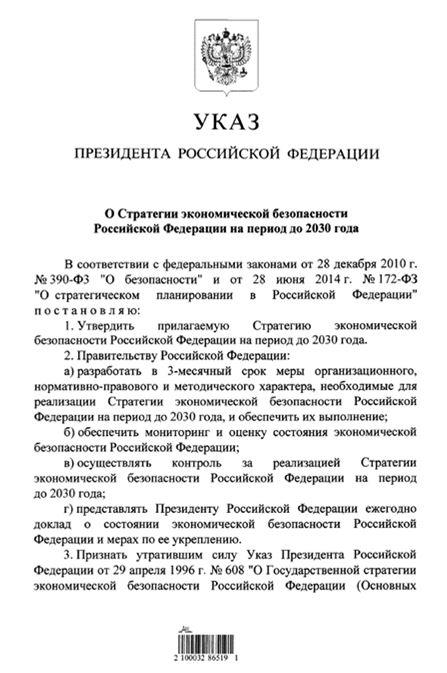 УКАЗ
ПРЕЗИДЕНТА РОССИЙСКОЙ ФЕДЕРАЦИИ
О Стратегии экономической безопасности
Российской Федерации на период до 2030 года
В соответствии с федеральными законами от 28 декабря 2010 г.
№ 390-ФЗ "О безопасности" и от 28 июня 2014 г. № 172-ФЗ
"О стратегическом планировании в Российской Федерации"
постановляю:
1. Утвердить прилагаемую Стратегию экономической
безопасности Российской Федерации на период до 2030 года.
2. Правительству Российской Федерации:
а) разработать в 3-месячный срок меры организационного,
нормативно-правового и методического характера, необходимые для
реализации Стратегии экономической безопасности Российской
Федерации на период до 2030 года, и обеспечить их выполнение;
б) обеспечить мониторинг и оценку состояния экономической
безопасности Российской Федерации;
в) осуществлять контроль за реализацией Стратегии
экономической безопасности Российской Федерации на период
до 2030 года;
г) представлять Президенту Российской Федерации ежегодно
доклад о состоянии экономической безопасности Российской
Федерации и мерах по ее укреплению.
3. Признать утратившим силу Указ Президента Российской
Федерации от 29 апреля 1996 г. № 608 "О Государственной стратегии
экономической безопасности Российской Федерации (Основных
2 100032 86519 1